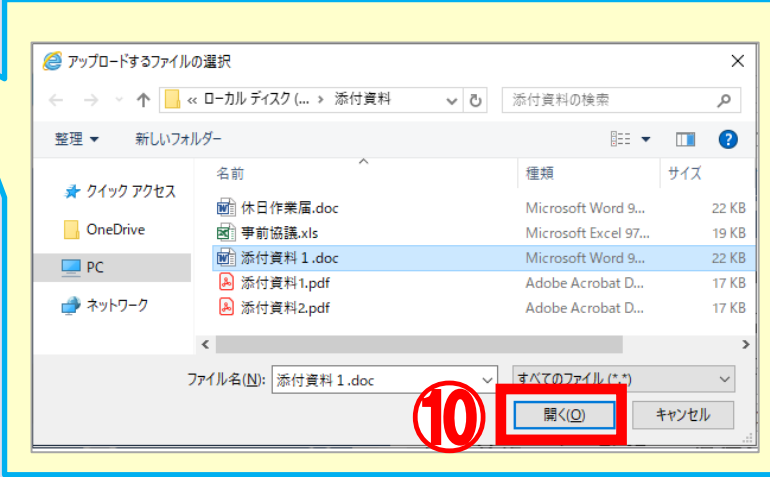 アップロードするファイルの選択
« ローカル ディスク (... › 添付資料
添付資料の検索
整理 新しいフォルダー
名前 種類 サイズ
クイック アクセス
OneDrive
PC
ネットワーク
休日作業届.doc Microsoft Word 9... 22 KB
事前協議.xls Microsoft Excel 97... 19 KB
添付資料１.doc Microsoft Word 9... 22 KB
添付資料1.pdf Adobe Acrobat D... 17 KB
添付資料2.pdf Adobe Acrobat D... 17 KB
ファイル名(N): 添付資料１.doc すべてのファイル (*.*)
⑩ 開く(O) キャンセル